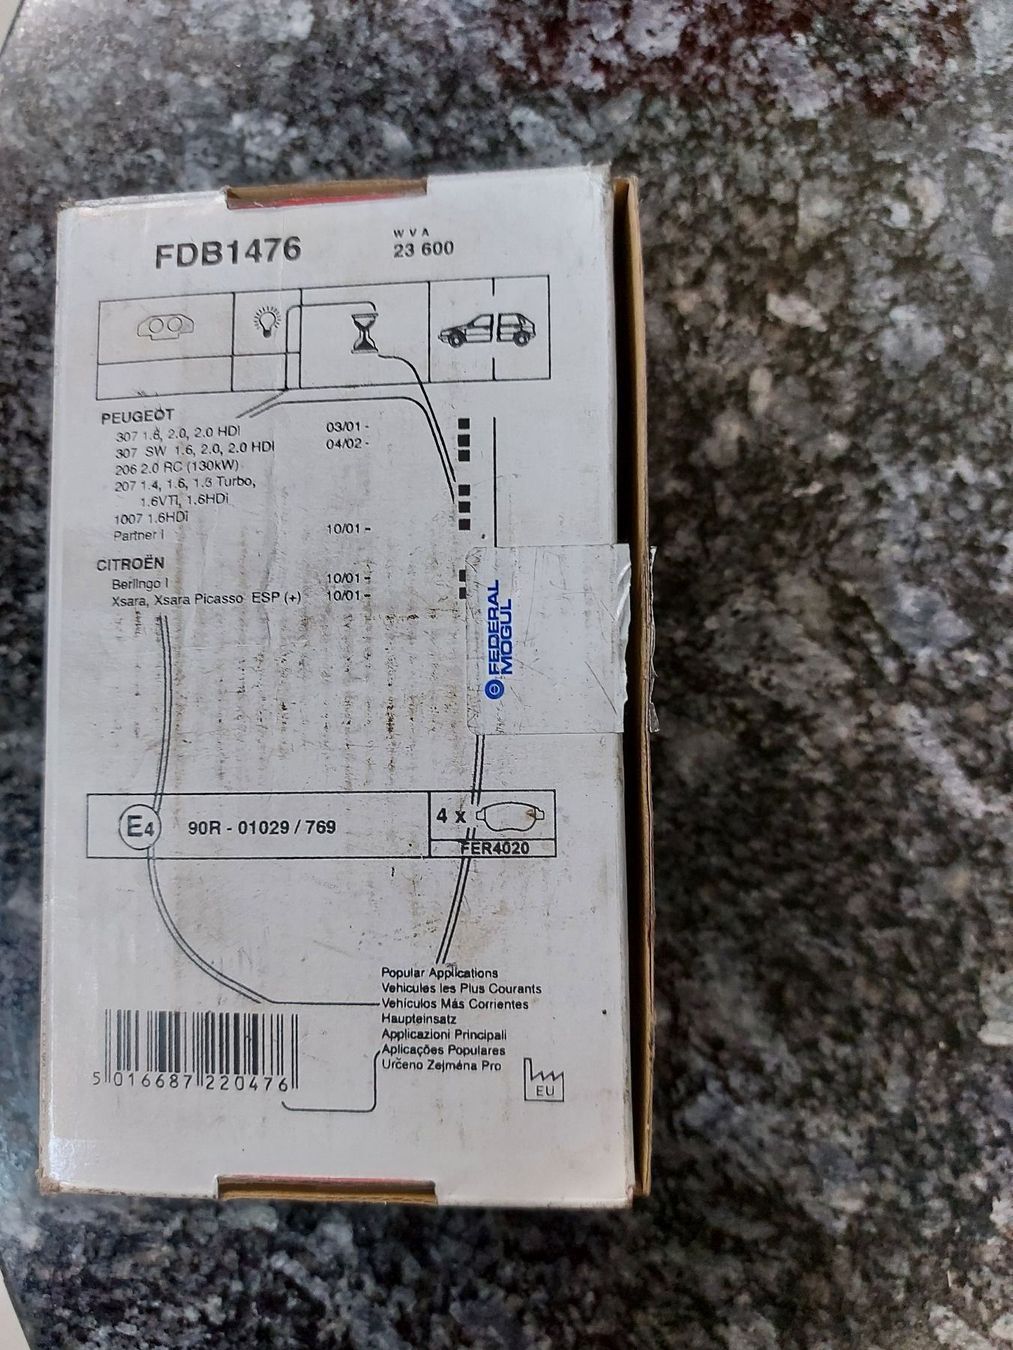 FDB1476
WVA
23 600
PEUGEOT
307 1.8, 2.0, 2.0 HDi 03/01-
307 SW 1.6, 2.0, 2.0 HDi 04/02-
206 2.0 RC (130kW)
207 1.4, 1.6, 1.6 Turbo,
1.6VTi, 1.6HDi
1007 1.6HDi
Partner I 10/01-
CITROËN
Berlingo I 10/01-
Xsara, Xsara Picasso ESP (+) 10/01-
FEDERAL
MOGUL
E4 90R - 01029 / 769 4 x
FER4020
Popular Applications
Vehicules les Plus Courants
Vehículos Más Corrientes
Haupteinsatz
Applicazioni Principali
Aplicações Populares
Určeno Zejména Pro
5 016687 220476
EU